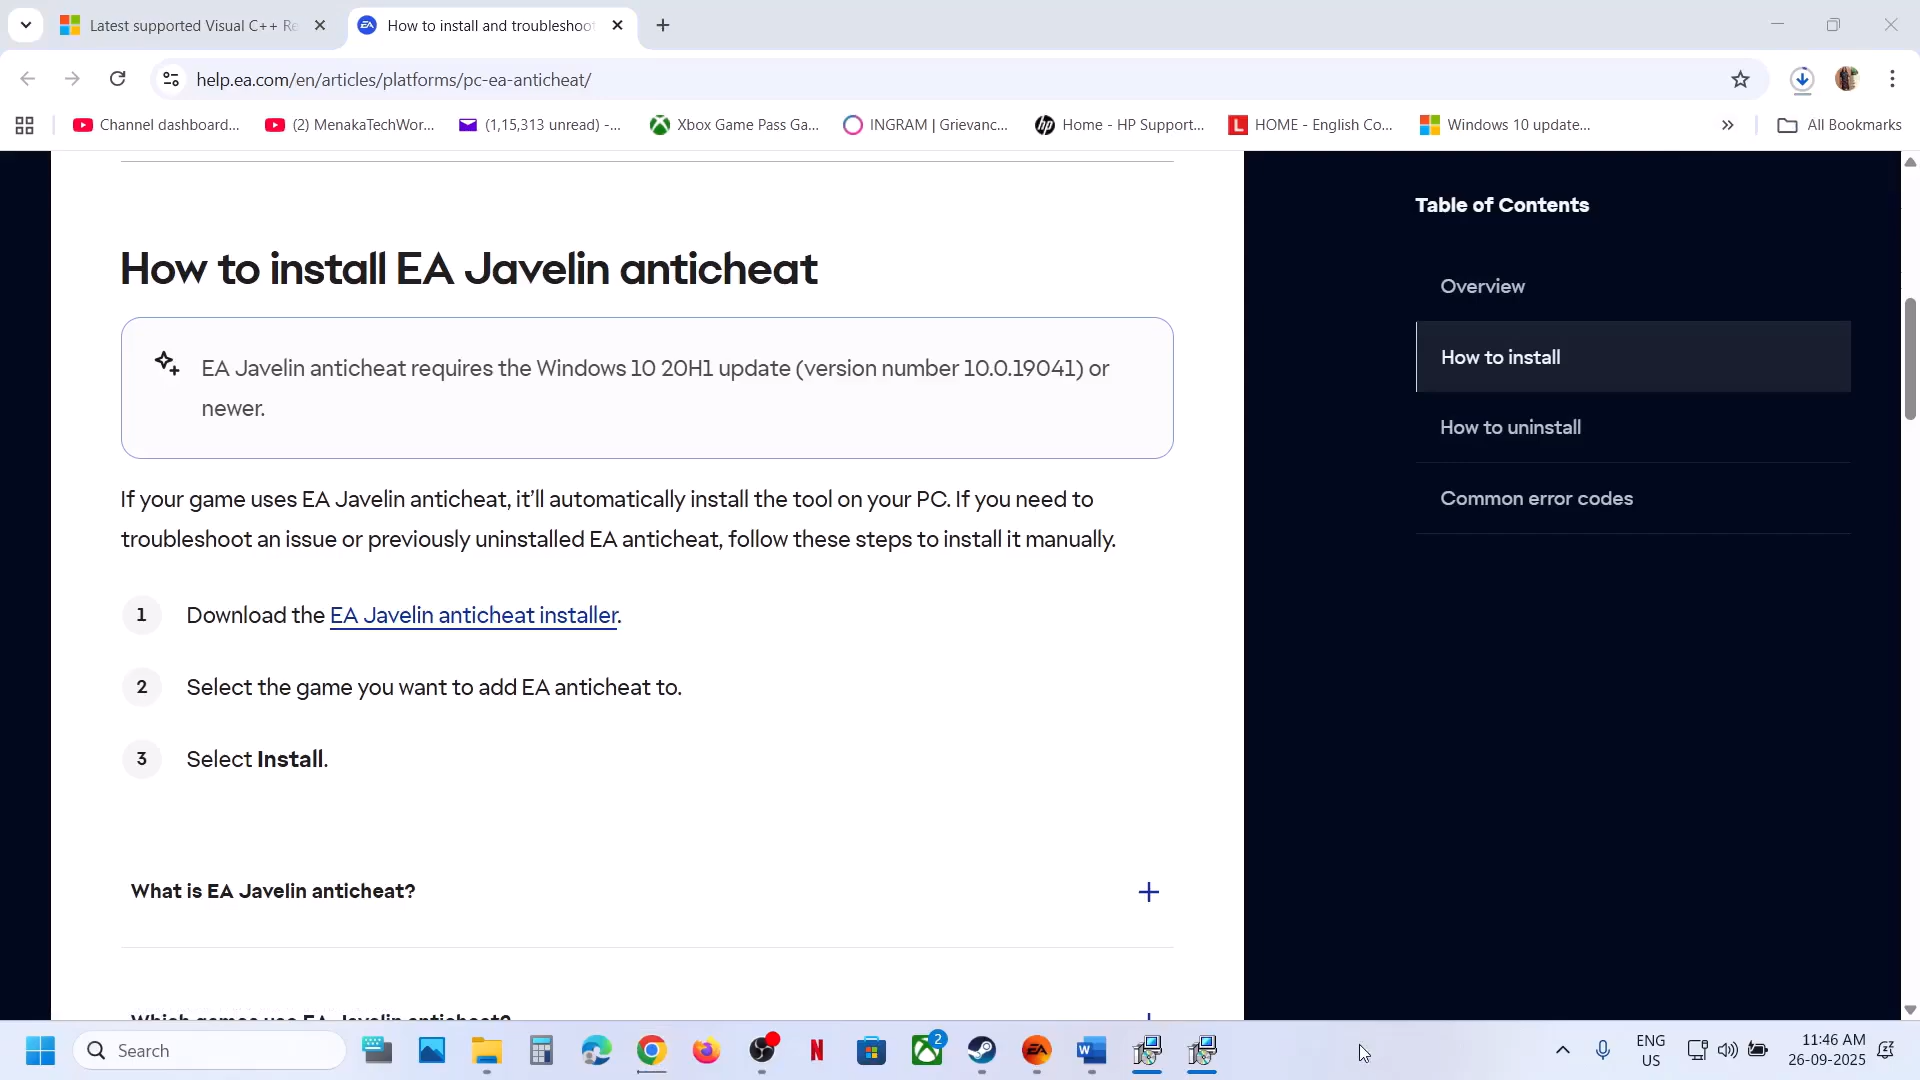 Latest supported Visual C++ Re
How to install and troubleshoot
help.ea.com/en/articles/platforms/pc-ea-anticheat/
Channel dashboard...
(2) MenakaTechWor...
(1,15,313 unread) -...
Xbox Game Pass Ga...
INGRAM | Grievanc...
Home - HP Support...
HOME - English Co...
Windows 10 update...
All Bookmarks
How to install EA Javelin anticheat
EA Javelin anticheat requires the Windows 10 20H1 update (version number 10.0.19041) or
newer.
If your game uses EA Javelin anticheat, it’ll automatically install the tool on your PC. If you need to
troubleshoot an issue or previously uninstalled EA anticheat, follow these steps to install it manually.
1 Download the EA Javelin anticheat installer.
2 Select the game you want to add EA anticheat to.
3 Select Install.
What is EA Javelin anticheat?
Which games use EA Javelin anticheat?
Table of Contents
Overview
How to install
How to uninstall
Common error codes
Search
2
ENG
US
11:46 AM
26-09-2025